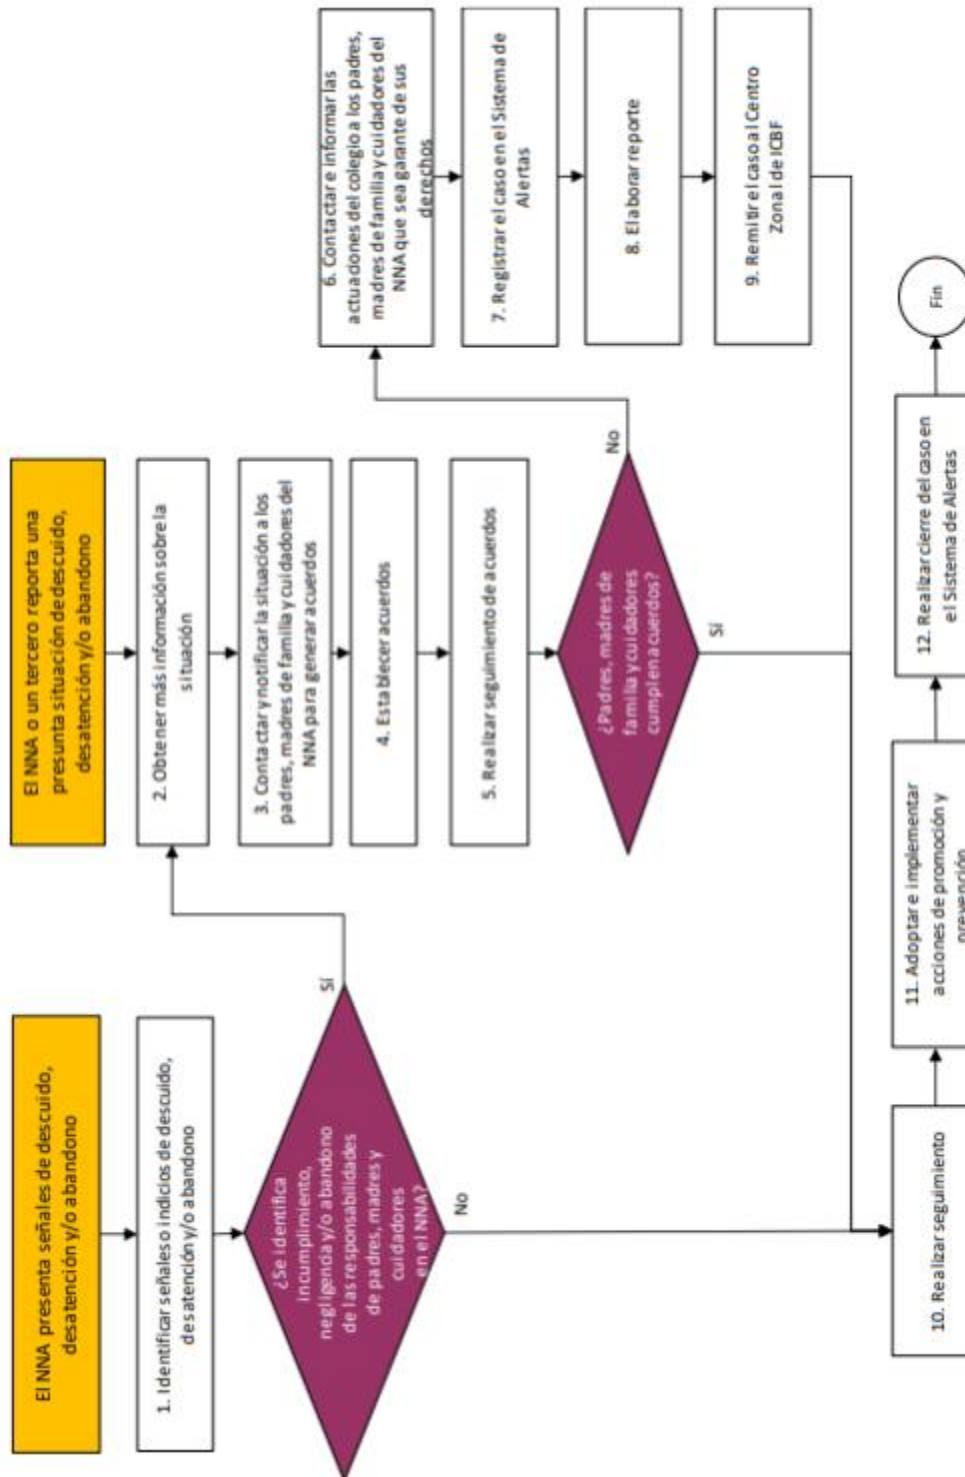 El NNA presenta señales de descuido,
desatención y/o abandono
1. Identificar señales o indicios de descuido,
desatención y/o abandono
¿Se identifica
incumplimiento,
negligencia y/o abandono
de las responsabilidades
de padres, madres y
cuidadores
en el NNA?
Sí
No
El NNA o un tercero reporta una
presunta situación de descuido,
desatención y/o abandono
2. Obtener más información sobre la
situación
3. Contactar y notificar la situación a los
padres, madres de familia y cuidadores del
NNA para generar acuerdos
4. Establecer acuerdos
5. Realizar seguimiento de acuerdos
¿Padres, madres de
familia y cuidadores
cumplen acuerdos?
No
Sí
6. Contactar e informar las
actuaciones del colegio a los padres,
madres de familia y cuidadores del
NNA que sea garante de sus
derechos
7. Registrar el caso en el Sistema de
Alertas
8. Elaborar reporte
9. Remitir el caso al Centro
Zonal de ICBF
10. Realizar seguimiento
11. Adoptar e implementar
acciones de promoción y
prevención
12. Realizar cierre del caso en
el Sistema de Alertas
Fin